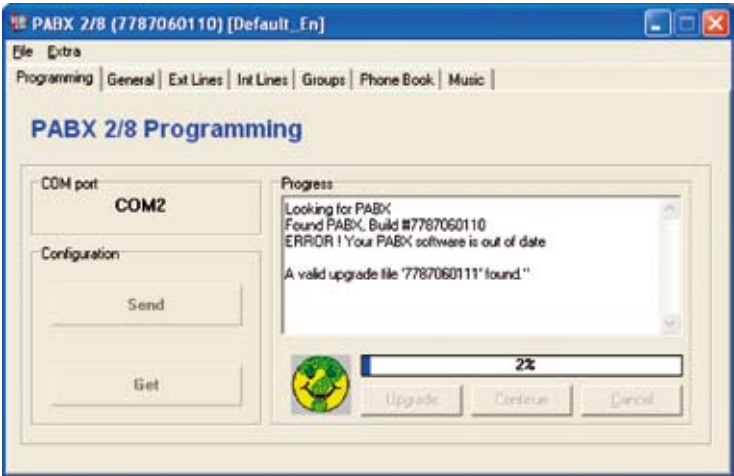 PABX 2/8 (7787060110) [Default_En]
File Extra
Programming General Ext Lines Int Lines Groups Phone Book Music
PABX 2/8 Programming
COM port
COM2
Configuration
Send
Get
Progress
Looking for PABX
Found PABX, Build #7787060110
ERROR ! Your PABX software is out of date
A valid upgrade file '7787060111' found."
2%
Upgrade Continue Cancel